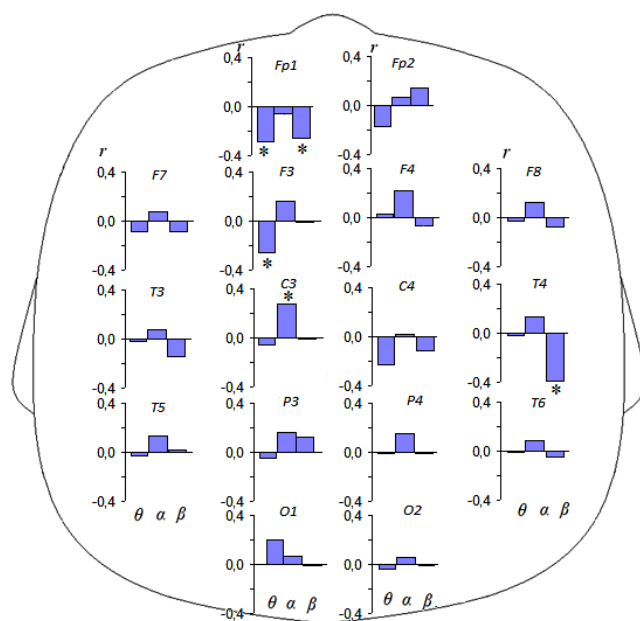 r
0,4 0,4
Fp1 Fp2
0,0 0,0
-0,4 * * -0,4
r r
0,4 0,4 0,4 0,4
F7 F3 F4 F8
0,0 0,0 0,0 0,0
-0,4 -0,4 * -0,4 -0,4
0,4 0,4 0,4 0,4
T3 C3 C4 T4
*
0,0 0,0 0,0 0,0
-0,4 -0,4 -0,4 -0,4 *
0,4 0,4 0,4 0,4
T5 P3 P4 T6
0,0 0,0 0,0 0,0
-0,4 -0,4 -0,4 -0,4
θ α β θ α β
0,4 0,4
O1 O2
0,0 0,0
θ α β θ α β
-0,4 -0,4